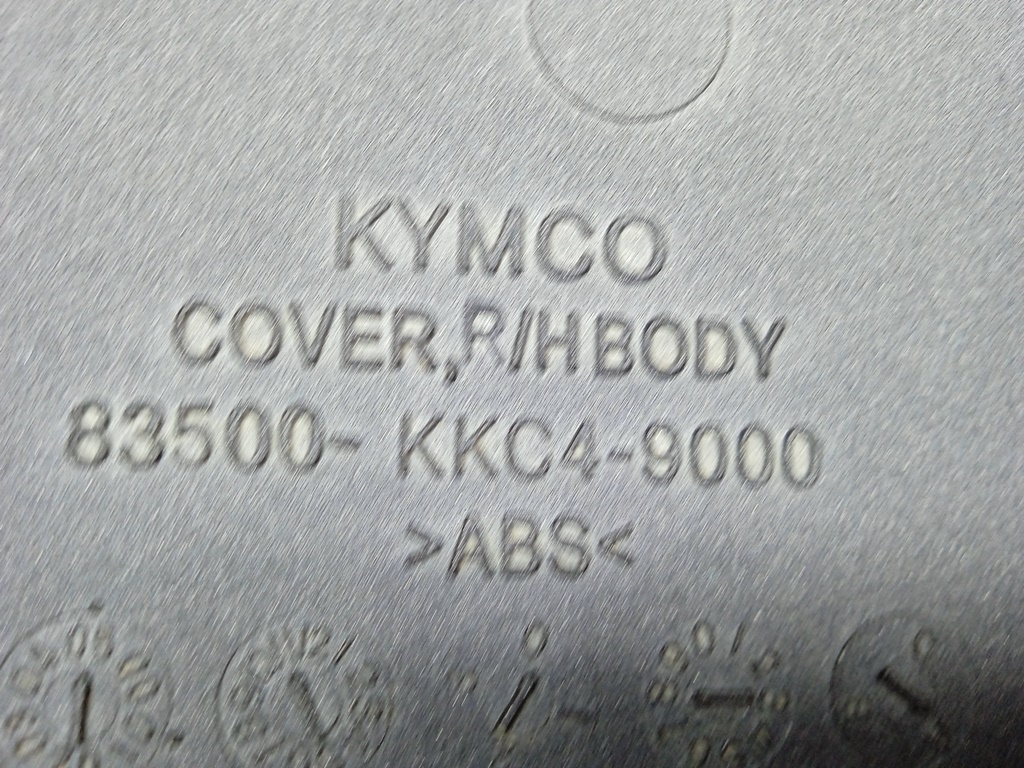 KYMCO
COVER,R/H BODY
83500- KKC4-9000
>ABS<